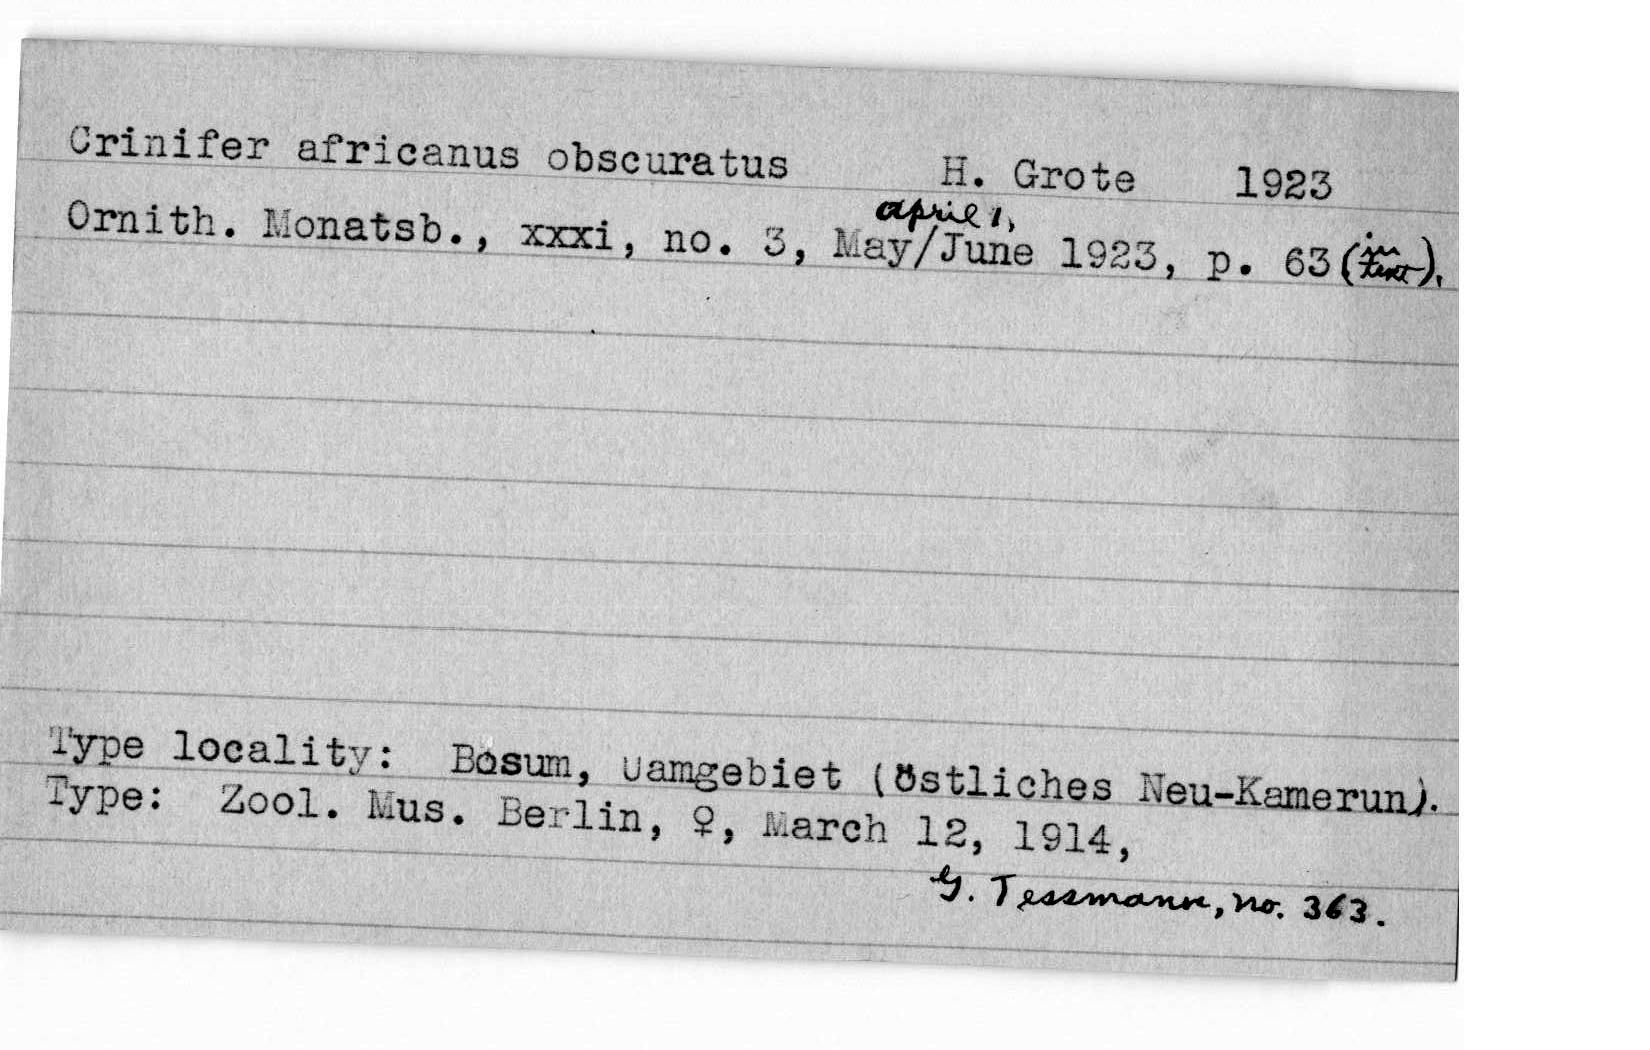 Crinifer africanus obscuratus H. Grote 1923
april 1,
Ornith. Monatsb., xxxi, no. 3, May/June 1923, p. 63 (in text).
Type locality: Bosum, Uamgebiet (östliches Neu-Kamerun).
Type: Zool. Mus. Berlin, ♀, March 12, 1914,
G. Tessmann, no. 363.